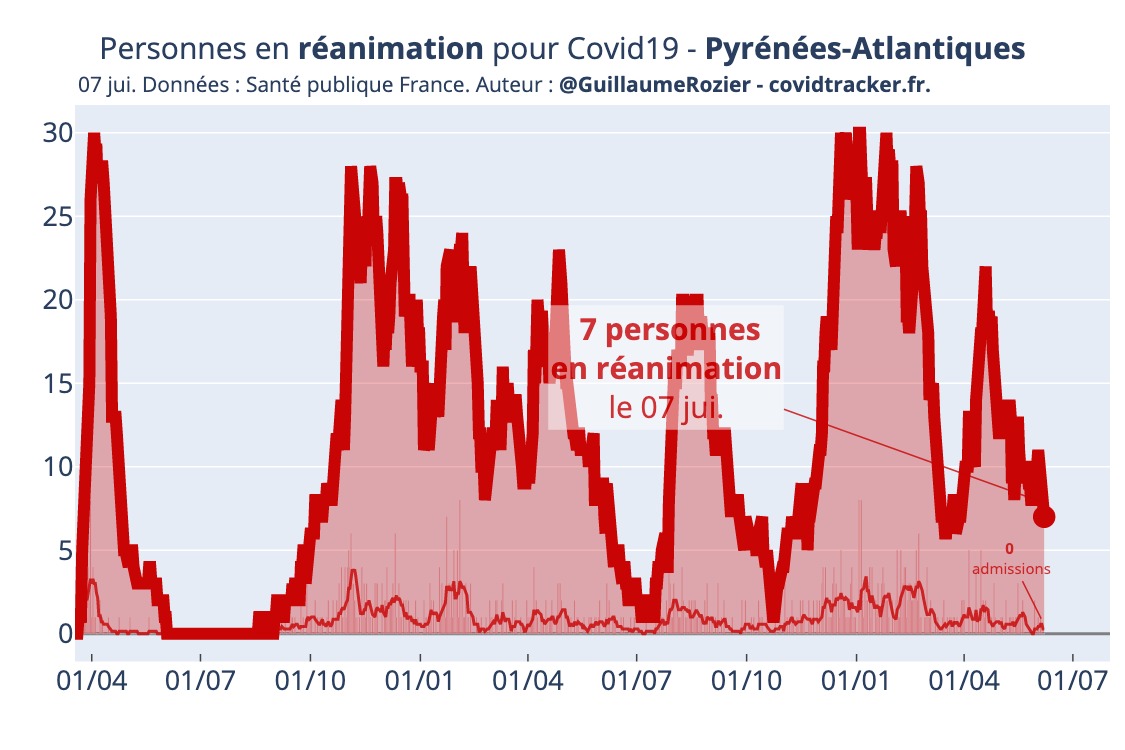 Personnes en réanimation pour Covid19 - Pyrénées-Atlantiques
07 jui. Données : Santé publique France. Auteur : @GuillaumeRozier - covidtracker.fr.
30
25
20
15
10
5
0
7 personnes
en réanimation
le 07 jui.
0
admissions
01/04 01/07 01/10 01/01 01/04 01/07 01/10 01/01 01/04 01/07